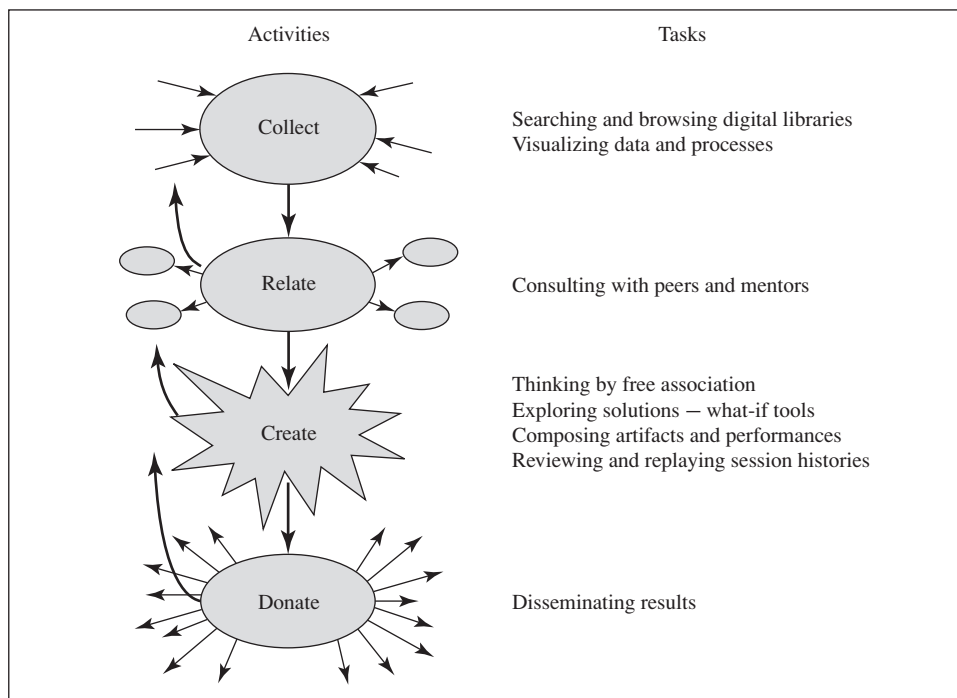 Activities
Tasks
Collect
Searching and browsing digital libraries
Visualizing data and processes
Relate
Consulting with peers and mentors
Create
Thinking by free association
Exploring solutions – what-if tools
Composing artifacts and performances
Reviewing and replaying session histories
Donate
Disseminating results